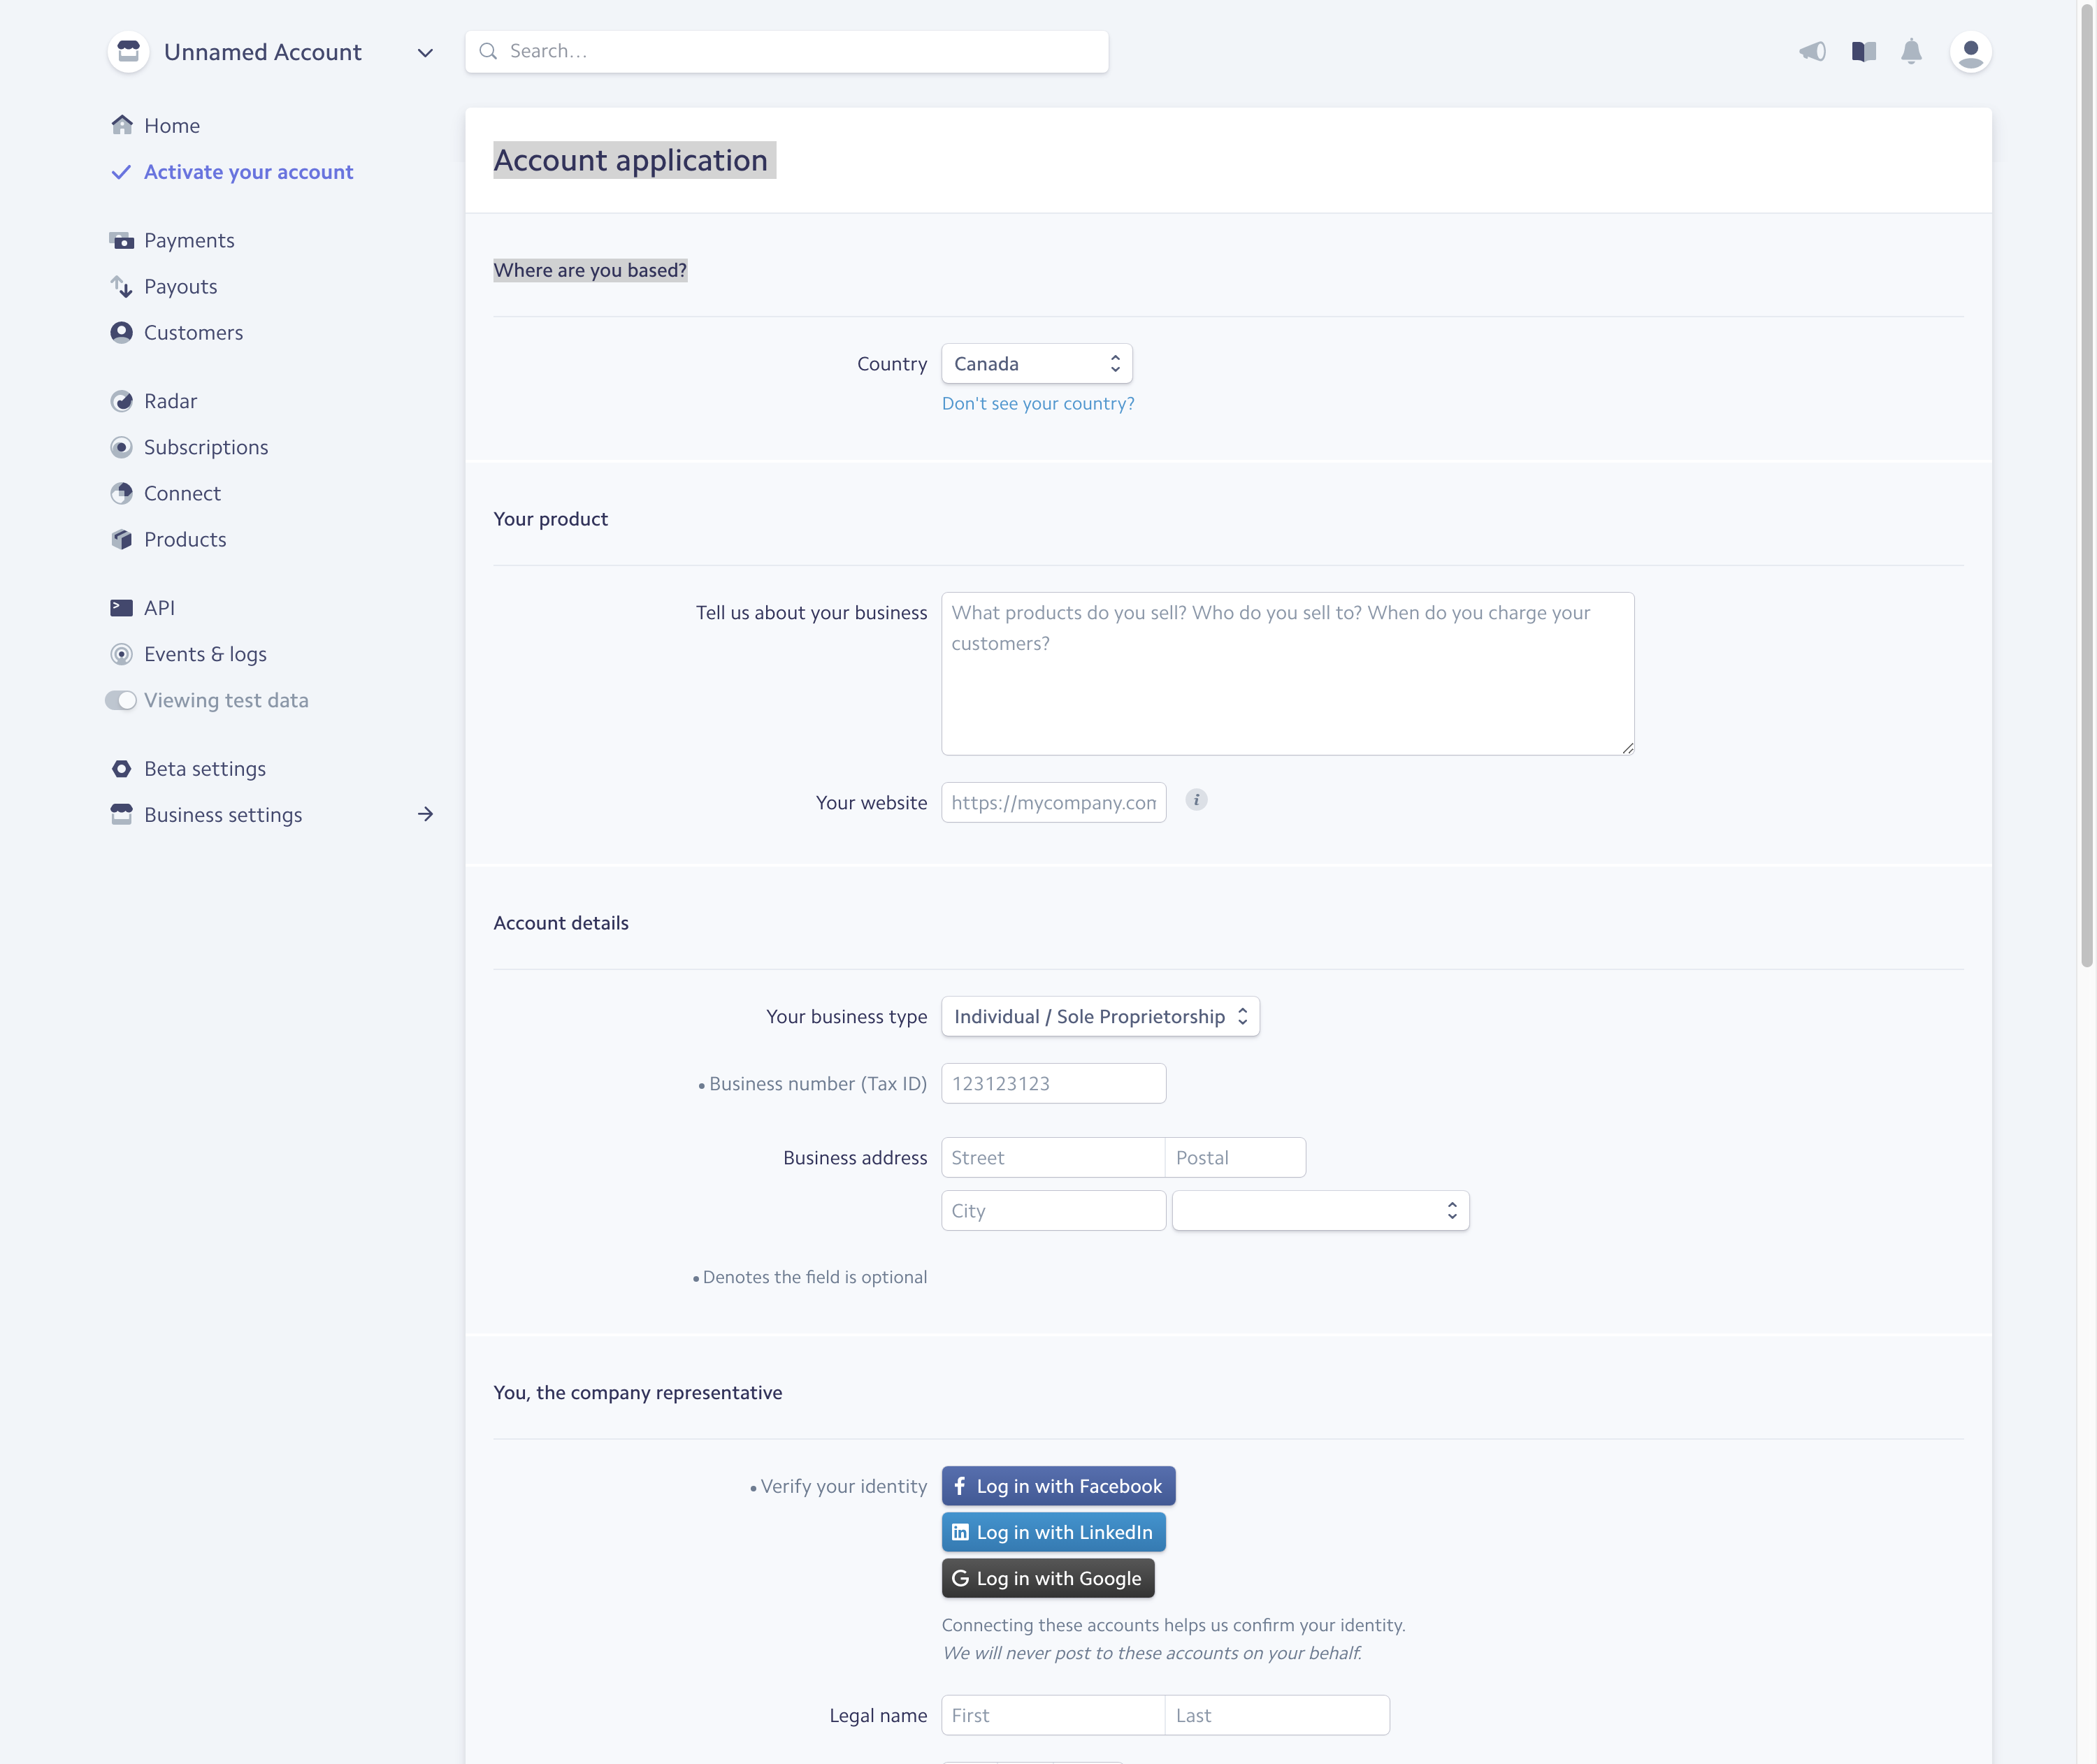 Unnamed Account
Search...
Home
Activate your account
Payments
Payouts
Customers
Radar
Subscriptions
Connect
Products
API
Events & logs
Viewing test data
Beta settings
Business settings
Account application
Where are you based?
Country
Canada
Don't see your country?
Your product
Tell us about your business
What products do you sell? Who do you sell to? When do you charge your
customers?
Your website
https://mycompany.com
Account details
Your business type
Individual / Sole Proprietorship
• Business number (Tax ID)
123123123
Business address
Street
Postal
City
• Denotes the field is optional
You, the company representative
• Verify your identity
Log in with Facebook
Log in with LinkedIn
Log in with Google
Connecting these accounts helps us confirm your identity.
We will never post to these accounts on your behalf.
Legal name
First
Last